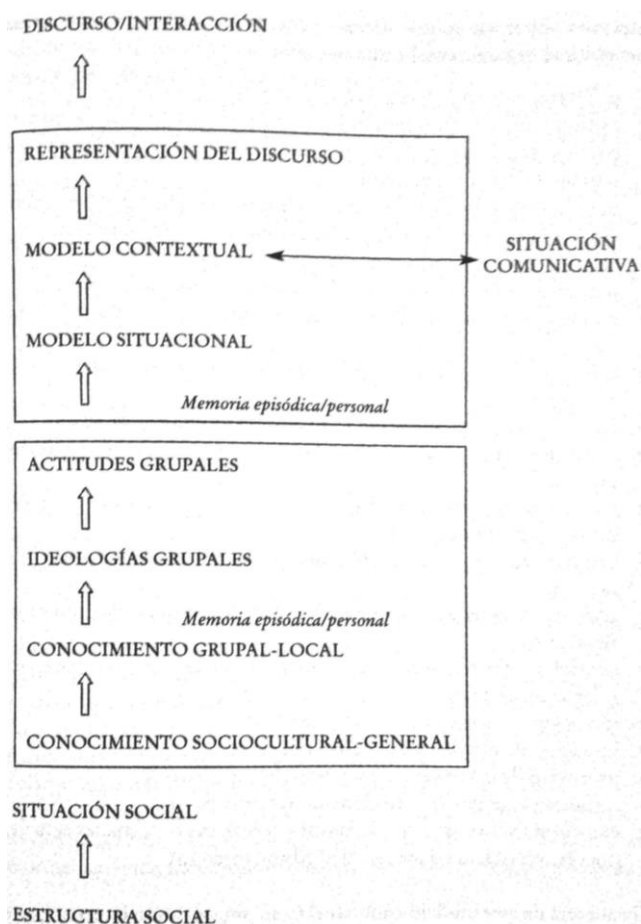 DISCURSO/INTERACCIÓN
REPRESENTACIÓN DEL DISCURSO
MODELO CONTEXTUAL
SITUACIÓN
COMUNICATIVA
MODELO SITUACIONAL
Memoria episódica/personal
ACTITUDES GRUPALES
IDEOLOGÍAS GRUPALES
Memoria episódica/personal
CONOCIMIENTO GRUPAL-LOCAL
CONOCIMIENTO SOCIOCULTURAL-GENERAL
SITUACIÓN SOCIAL
ESTRUCTURA SOCIAL